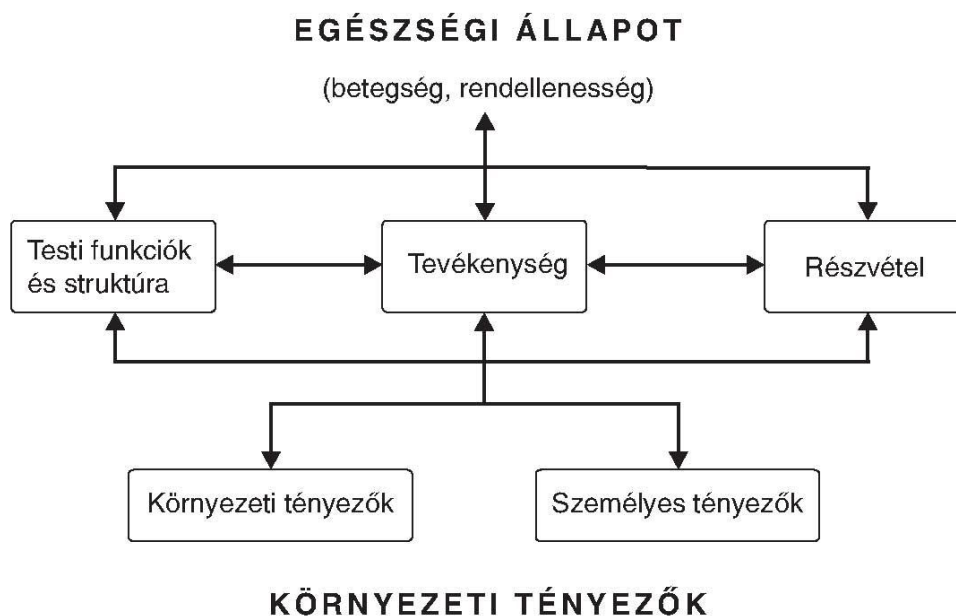 EGÉSZSÉGI ÁLLAPOT
(betegség, rendellenesség)
Testi funkciók
és struktúra
Tevékenység
Részvétel
Környezeti tényezők
Személyes tényezők
KÖRNYEZETI TÉNYEZŐK